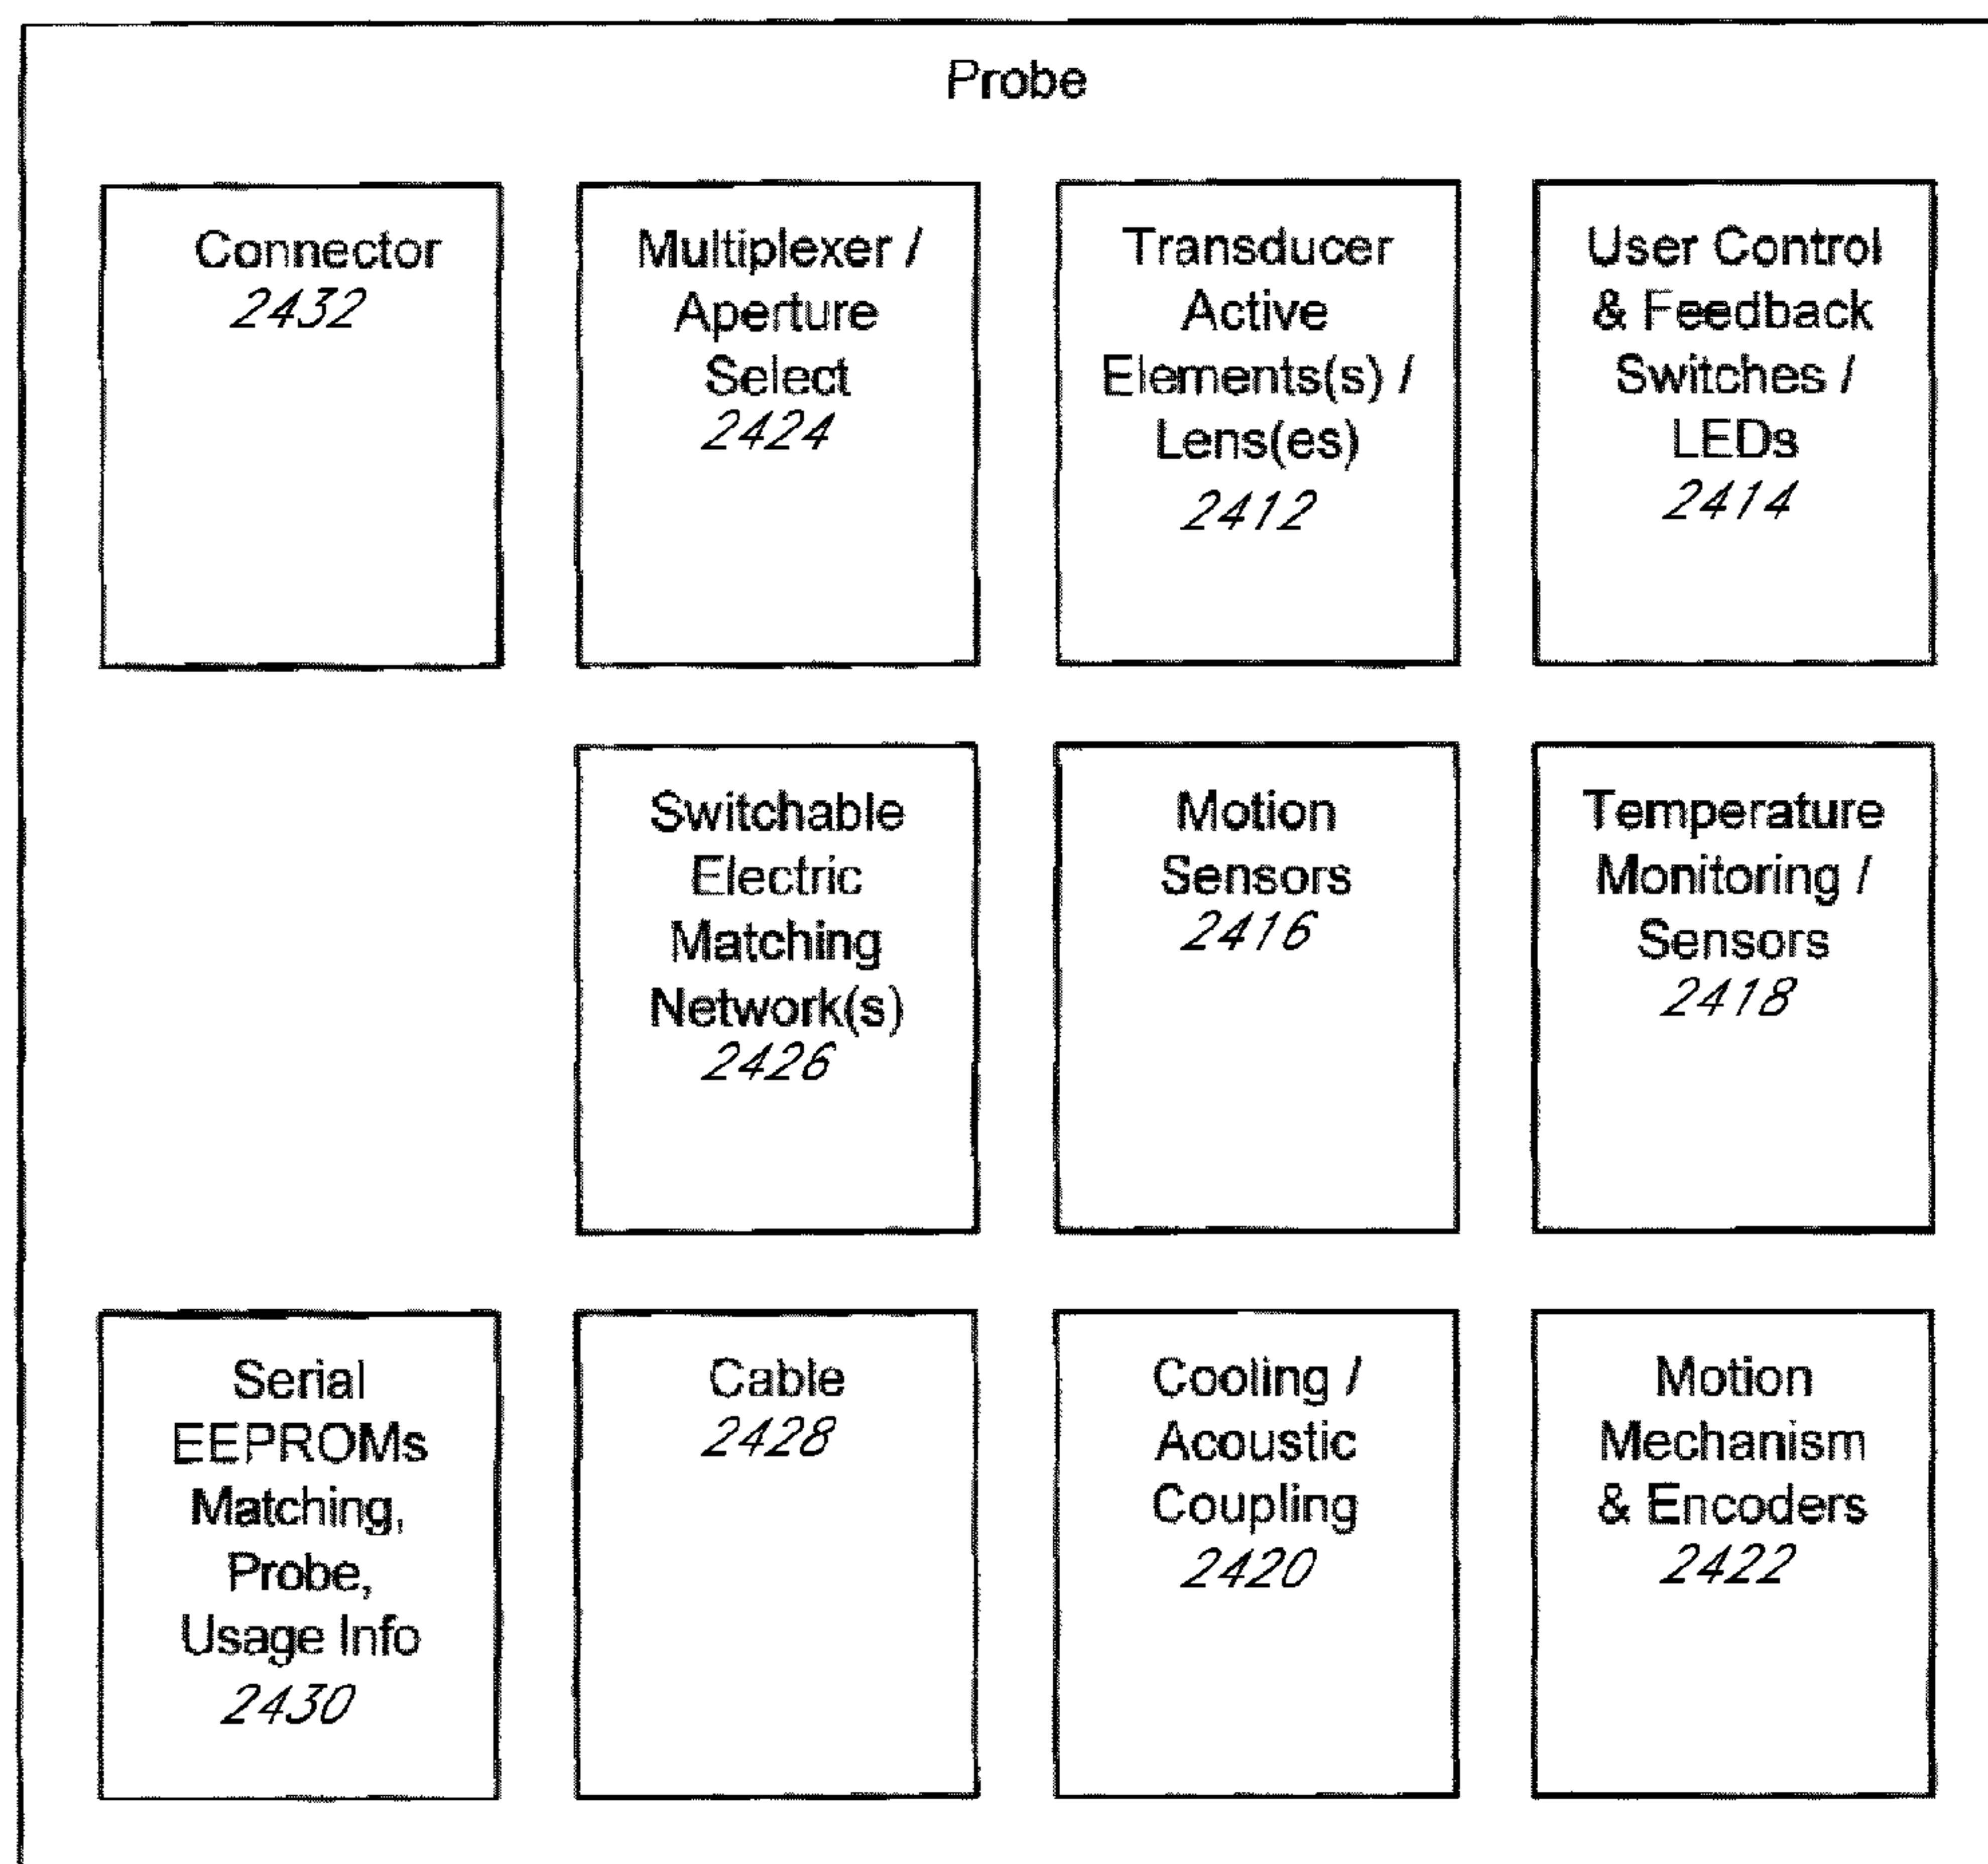 Probe
Connector
2432
Multiplexer /
Aperture
Select
2424
Transducer
Active
Elements(s) /
Lens(es)
2412
User Control
& Feedback
Switches /
LEDs
2414
Switchable
Electric
Matching
Network(s)
2426
Motion
Sensors
2416
Temperature
Monitoring /
Sensors
2418
Serial
EEPROMs
Matching,
Probe,
Usage Info
2430
Cable
2428
Cooling /
Acoustic
Coupling
2420
Motion
Mechanism
& Encoders
2422